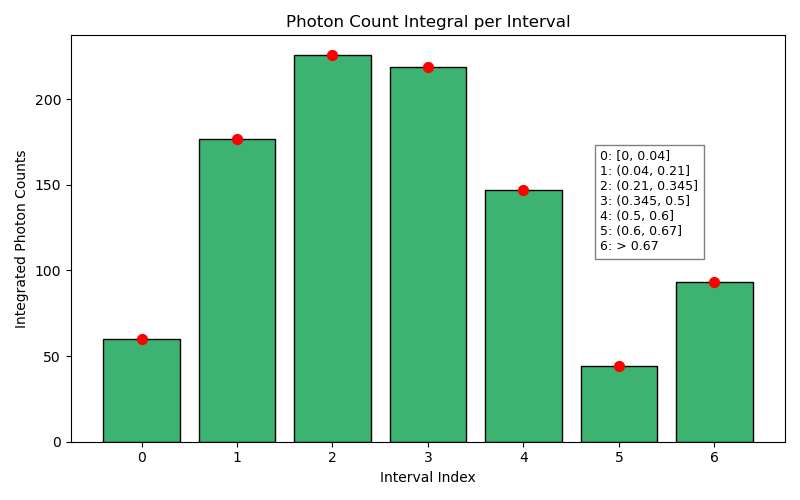 Photon Count Integral per Interval
Integrated Photon Counts
200
150
100
50
0
0: [0, 0.04]
1: (0.04, 0.21]
2: (0.21, 0.345]
3: (0.345, 0.5]
4: (0.5, 0.6]
5: (0.6, 0.67]
6: > 0.67
0 1 2 3 4 5 6
Interval Index